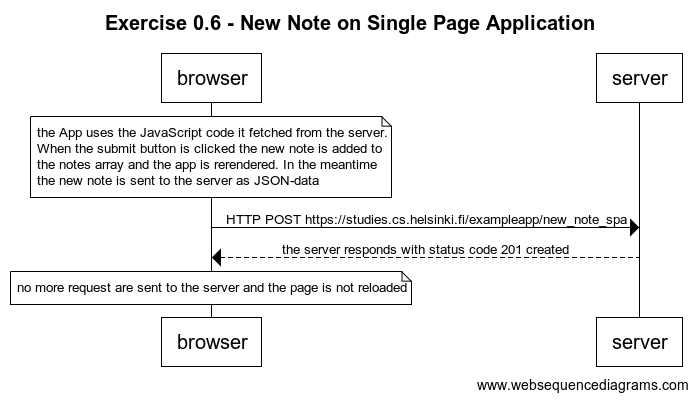 Exercise 0.6 - New Note on Single Page Application
browser
server
the App uses the JavaScript code it fetched from the server.
When the submit button is clicked the new note is added to
the notes array and the app is rerendered. In the meantime
the new note is sent to the server as JSON-data
HTTP POST https://studies.cs.helsinki.fi/exampleapp/new_note_spa
the server responds with status code 201 created
no more request are sent to the server and the page is not reloaded
browser
server
www.websequencediagrams.com